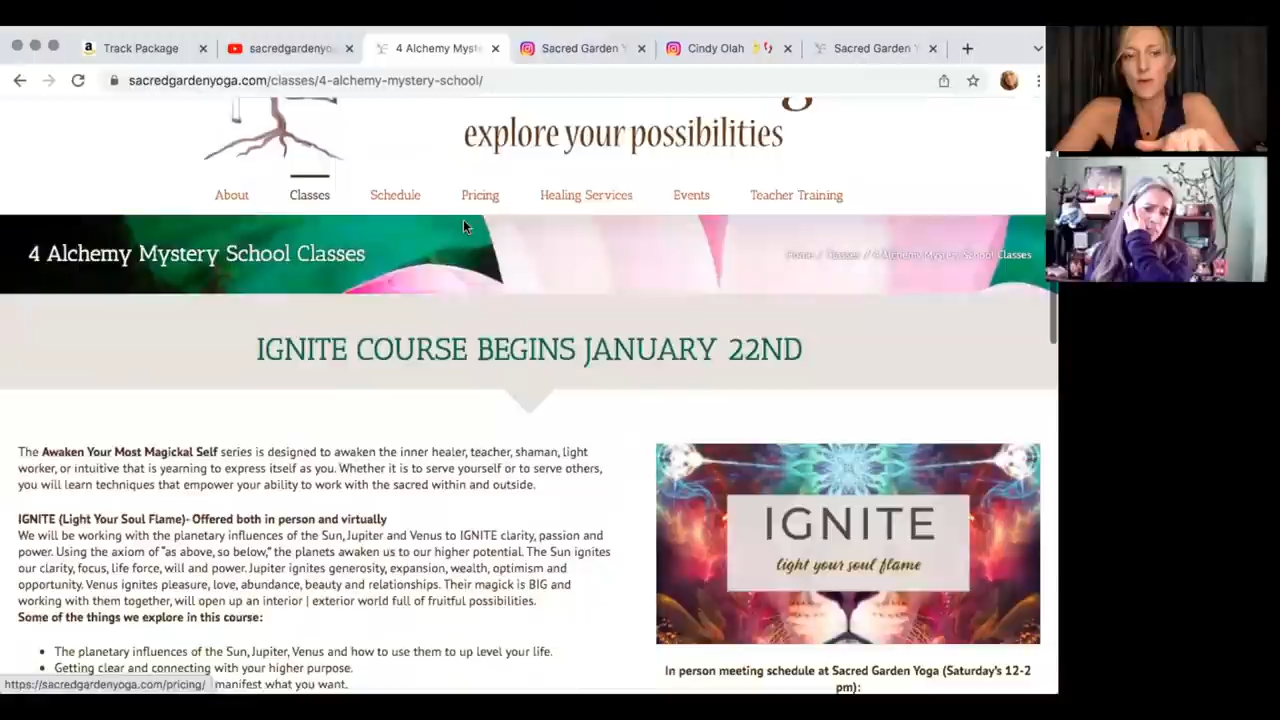 Track Package
sacredgardenyo
4 Alchemy Myst
Sacred Garden Y
Cindy Olah
Sacred Garden
sacredgardenyoga.com/classes/4-alchemy-mystery-school/
explore your possibilities
About
Classes
Schedule
Pricing
Healing Services
Events
Teacher Training
4 Alchemy Mystery School Classes
Home / Classes / 4 Alchemy Mystery School Classes
IGNITE COURSE BEGINS JANUARY 22ND
The Awaken Your Most Magickal Self series is designed to awaken the inner healer, teacher, shaman, light
worker, or intuitive that is yearning to express itself as you. Whether it is to serve yourself or to serve others,
you will learn techniques that empower your ability to work with the sacred within and outside.
IGNITE (Light Your Soul Flame)- Offered both in person and virtually
We will be working with the planetary influences of the Sun, Jupiter and Venus to IGNITE clarity, passion and
power. Using the axiom of "as above, so below," the planets awaken us to our higher potential. The Sun ignites
our clarity, focus, life force, will and power. Jupiter ignites generosity, expansion, wealth, optimism and
opportunity. Venus ignites pleasure, love, abundance, beauty and relationships. Their magick is BIG and
working with them together, will open up an interior | exterior world full of fruitful possibilities.
Some of the things we explore in this course:
• The planetary influences of the Sun, Jupiter, Venus and how to use them to up level your life.
• Getting clear and connecting with your higher purpose.
manifest what you want.
https://sacredgardenyoga.com/pricing/
IGNITE
light your soul flame
In person meeting schedule at Sacred Garden Yoga (Saturday's 12-2
pm):